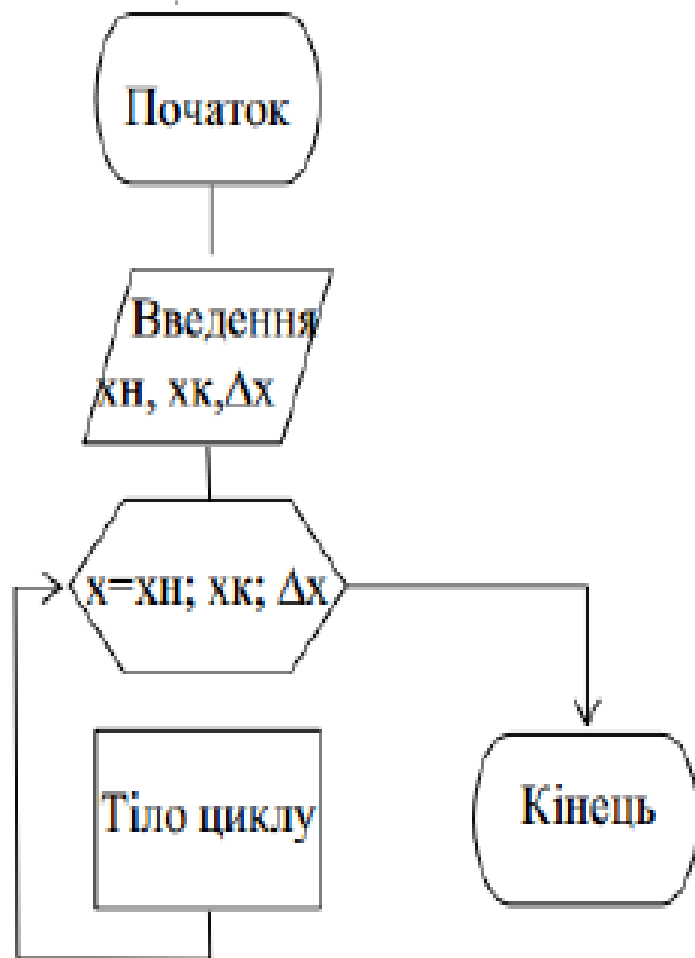 Початок
Введення
хн, хк,Δх
х=хн; хк; Δх
Тіло циклу
Кінець